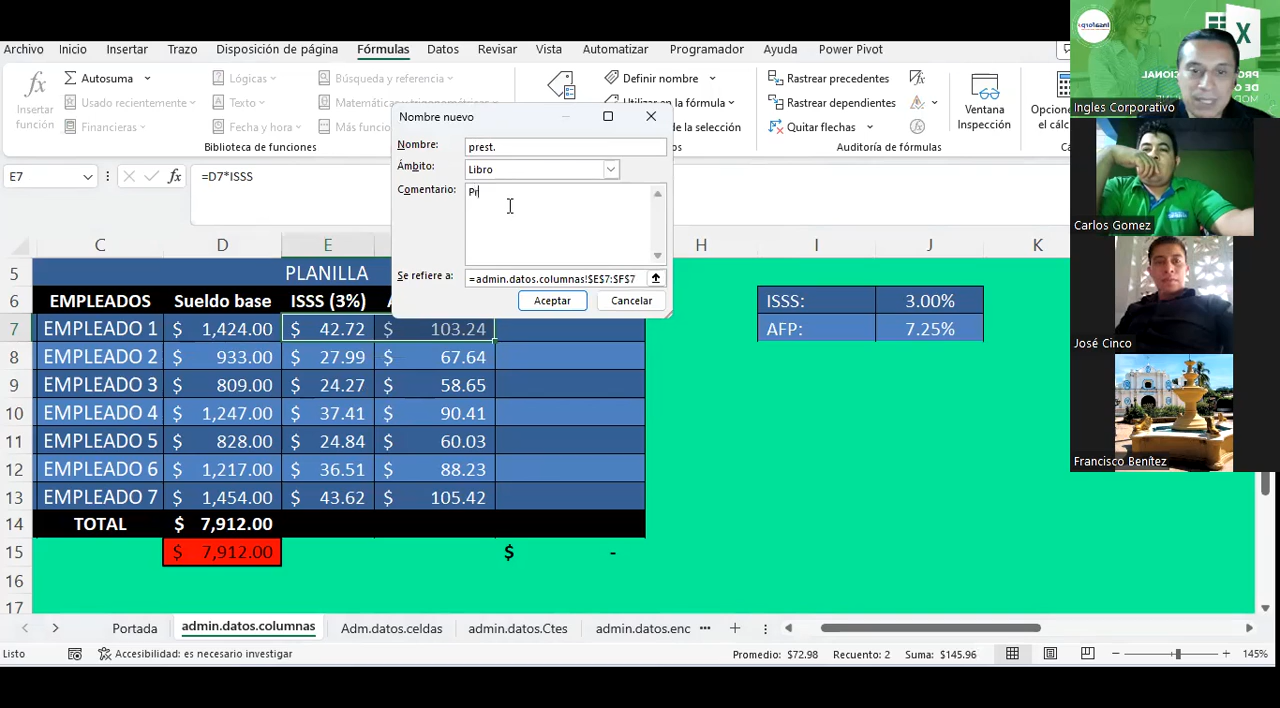 Archivo Inicio Insertar Trazo Disposición de página Fórmulas Datos Revisar Vista Automatizar Programador Ayuda Power Pivot
fx Insertar función
Autosuma
Usado recientemente
Financieras
Lógicas
Texto
Fecha y hora
Búsqueda y referencia
Matemáticas y trigonométricas
Más funcio
Biblioteca de funciones
Definir nombre
Utilizar en la fórmula
de la selección
Rastrear precedentes
Rastrear dependientes
Quitar flechas
Auditoría de fórmulas
Ventana Inspección
Opcione
el cálc
Nombre nuevo
Nombre: prest.
Ámbito: Libro
Comentario: Pr
Se refiere a: =admin.datos.columnas!$E$7:$F$7
Aceptar Cancelar
E7 fx =D7*ISSS
C D E H I J K
5 PLANILLA
6 EMPLEADOS Sueldo base ISSS (3%) A ISSS: 3.00%
7 EMPLEADO 1 $ 1,424.00 $ 42.72 $ 103.24 AFP: 7.25%
8 EMPLEADO 2 $ 933.00 $ 27.99 $ 67.64
9 EMPLEADO 3 $ 809.00 $ 24.27 $ 58.65
10 EMPLEADO 4 $ 1,247.00 $ 37.41 $ 90.41
11 EMPLEADO 5 $ 828.00 $ 24.84 $ 60.03
12 EMPLEADO 6 $ 1,217.00 $ 36.51 $ 88.23
13 EMPLEADO 7 $ 1,454.00 $ 43.62 $ 105.42
14 TOTAL $ 7,912.00
15 $ 7,912.00 $ -
16
17
Portada admin.datos.columnas Adm.datos.celdas admin.datos.Ctes admin.datos.enc ...
Listo Accesibilidad: es necesario investigar Promedio: $72.98 Recuento: 2 Suma: $145.96 145%
Ingles Corporativo
Carlos Gomez
José Cinco
Francisco Benítez